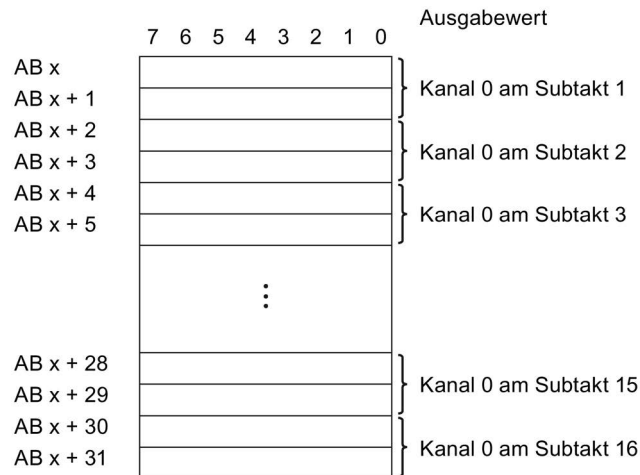 Ausgabewert
7 6 5 4 3 2 1 0
AB x
Kanal 0 am Subtakt 1
AB x + 1
AB x + 2
Kanal 0 am Subtakt 2
AB x + 3
AB x + 4
Kanal 0 am Subtakt 3
AB x + 5
AB x + 28
Kanal 0 am Subtakt 15
AB x + 29
AB x + 30
Kanal 0 am Subtakt 16
AB x + 31